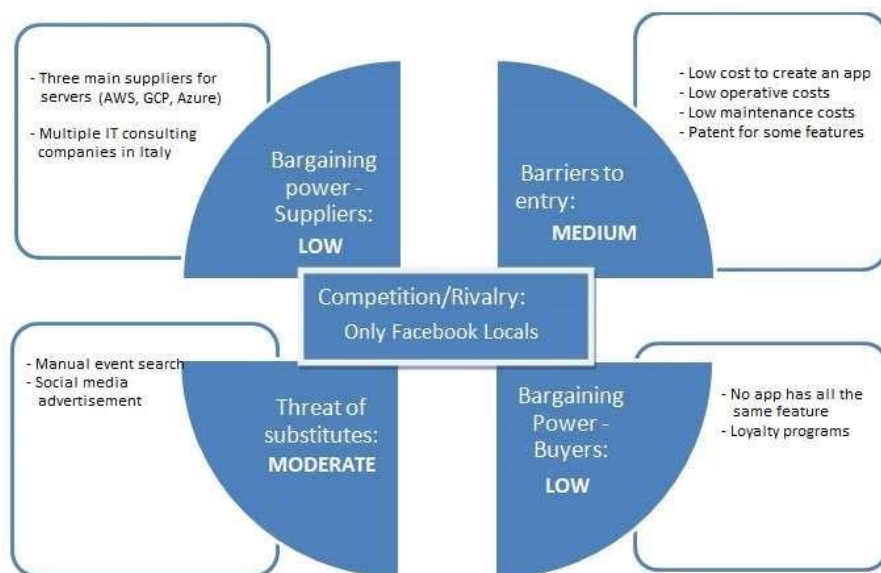 - Three main suppliers for
servers (AWS, GCP, Azure)
- Multiple IT consulting
companies in Italy
Bargaining
power -
Suppliers:
LOW
- Low cost to create an app
- Low operative costs
- Low maintenance costs
- Patent for some features
Barriers to
entry:
MEDIUM
Competition/Rivalry:
Only Facebook Locals
- Manual event search
- Social media
advertisement
Threat of
substitutes:
MODERATE
Bargaining
Power -
Buyers:
LOW
- No app has all the
same feature
- Loyalty programs